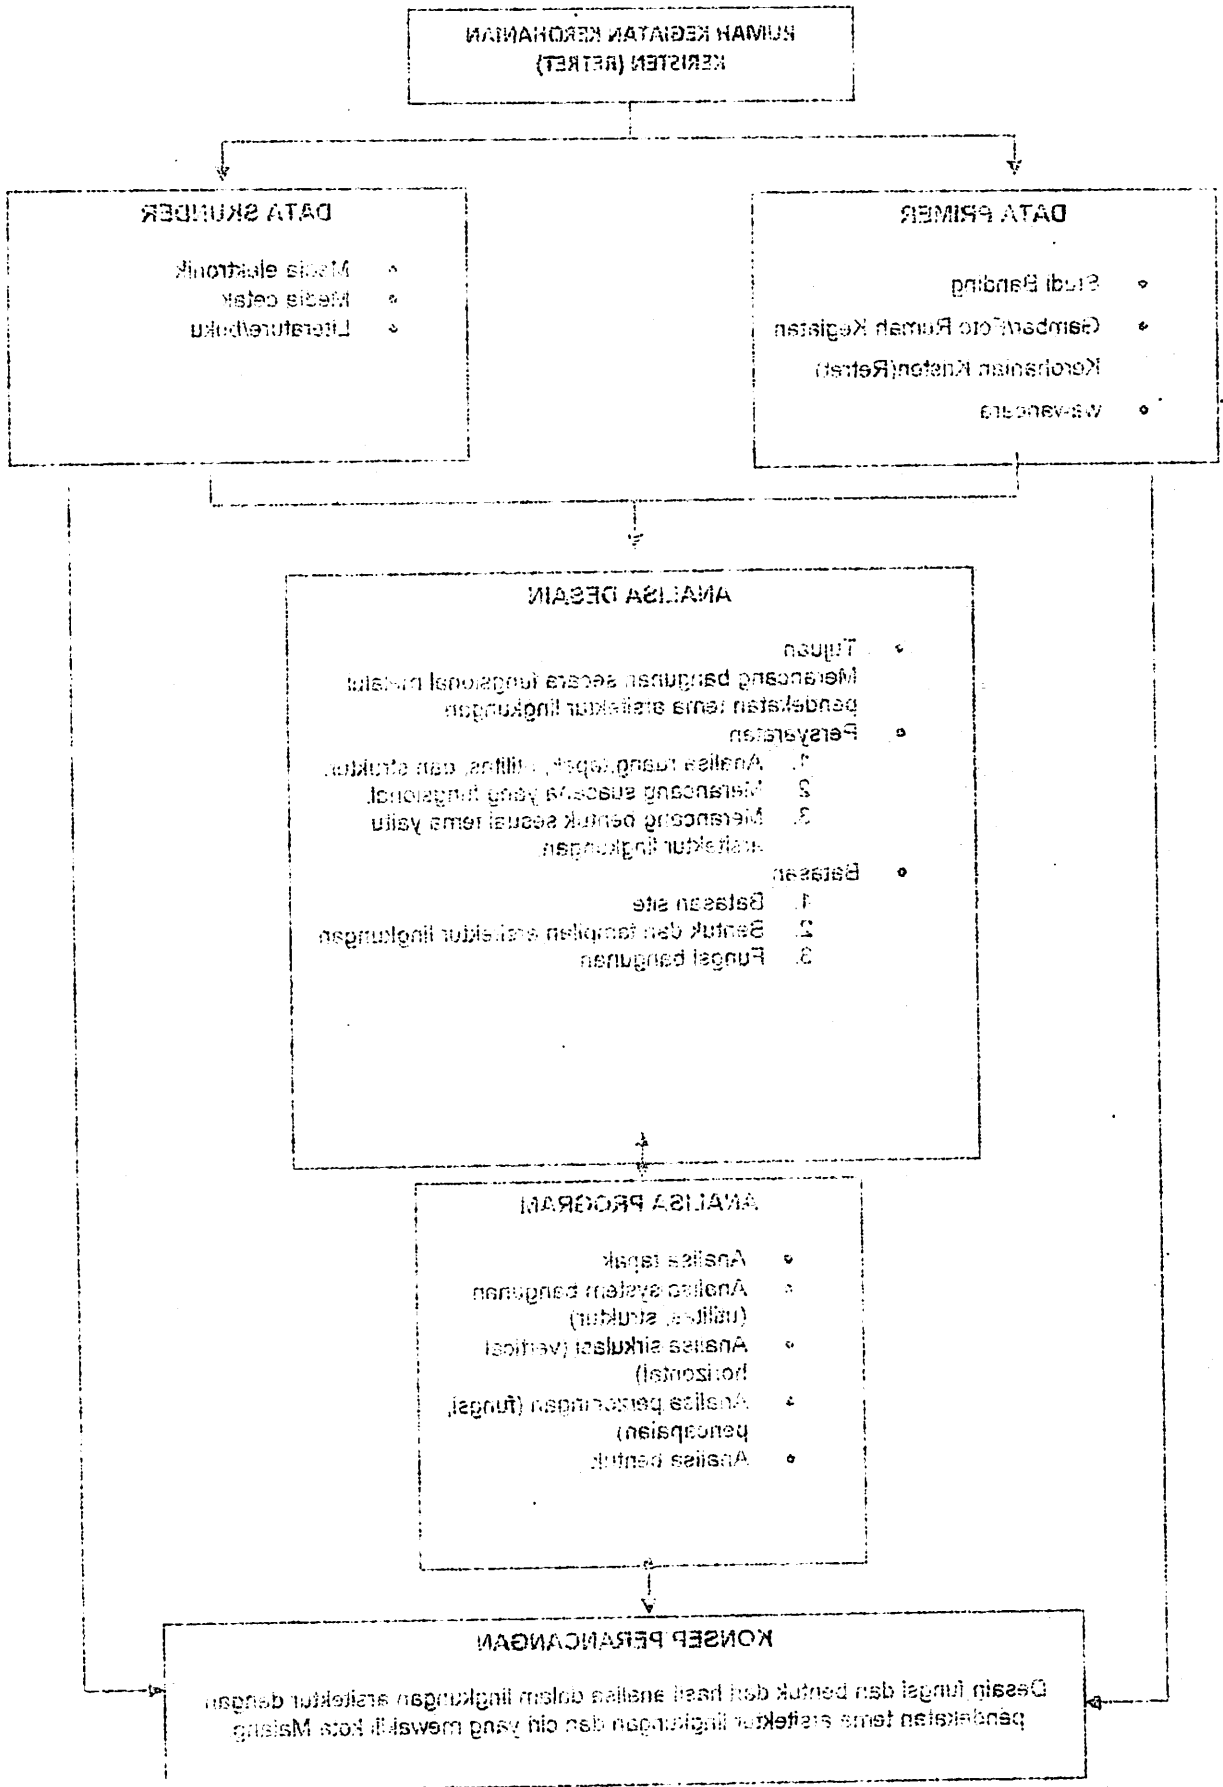 RUMAH KEGIATAN KEROHANIAN
KERISTEN (RETRET)
DATA PRIMER
Studi Banding
Gambar/Foto Rumah Kegiatan
Kerohanian Kristen(Retret)
wawancara
DATA SKUNDER
Media elektronik
Media cetak
Literature/buku
ANALISA DESAIN
Tujuan
Merancang bangunan secara fungsional melalui
pendekatan tema arsitektur lingkungan
Persyaratan
1. Analisa ruang,tapak, utilitas, dan struktur.
2. Merancang suasana yang fungsional.
3. Merancang bentuk sesuai tema yaitu
arsitektur lingkungan.
Batasan
1. Batasan site
2. Bentuk dan tampilan arsitektur lingkungan
3. Fungsi bangunan
ANALISA PROGRAM
Analisa tapak
Analisa system bangunan
(utilitas, struktur)
Analisa sirkulasi (vertical
horizontal)
Analisa perzoningan (fungsi,
pencapaian)
Analisa bentuk.
KONSEP PERANCANGAN
Desain fungsi dan bentuk dari hasil analisa dalam lingkungan arsitektur dengan
pendekatan tema arsitektur lingkungan dan ciri yang mewakili kota Malang